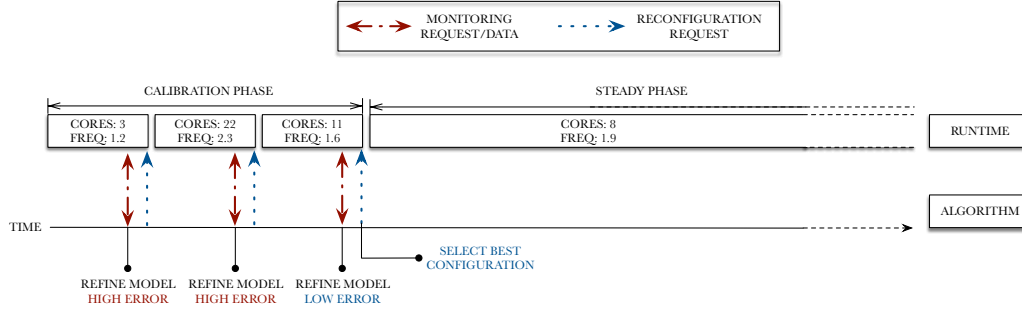 MONITORING
REQUEST/DATA
RECONFIGURATION
REQUEST
CALIBRATION PHASE
STEADY PHASE
CORES: 3
FREQ: 1.2
CORES: 22
FREQ: 2.3
CORES: 11
FREQ: 1.6
CORES: 8
FREQ: 1.9
RUNTIME
ALGORITHM
TIME
SELECT BEST
CONFIGURATION
REFINE MODEL
HIGH ERROR
REFINE MODEL
HIGH ERROR
REFINE MODEL
LOW ERROR